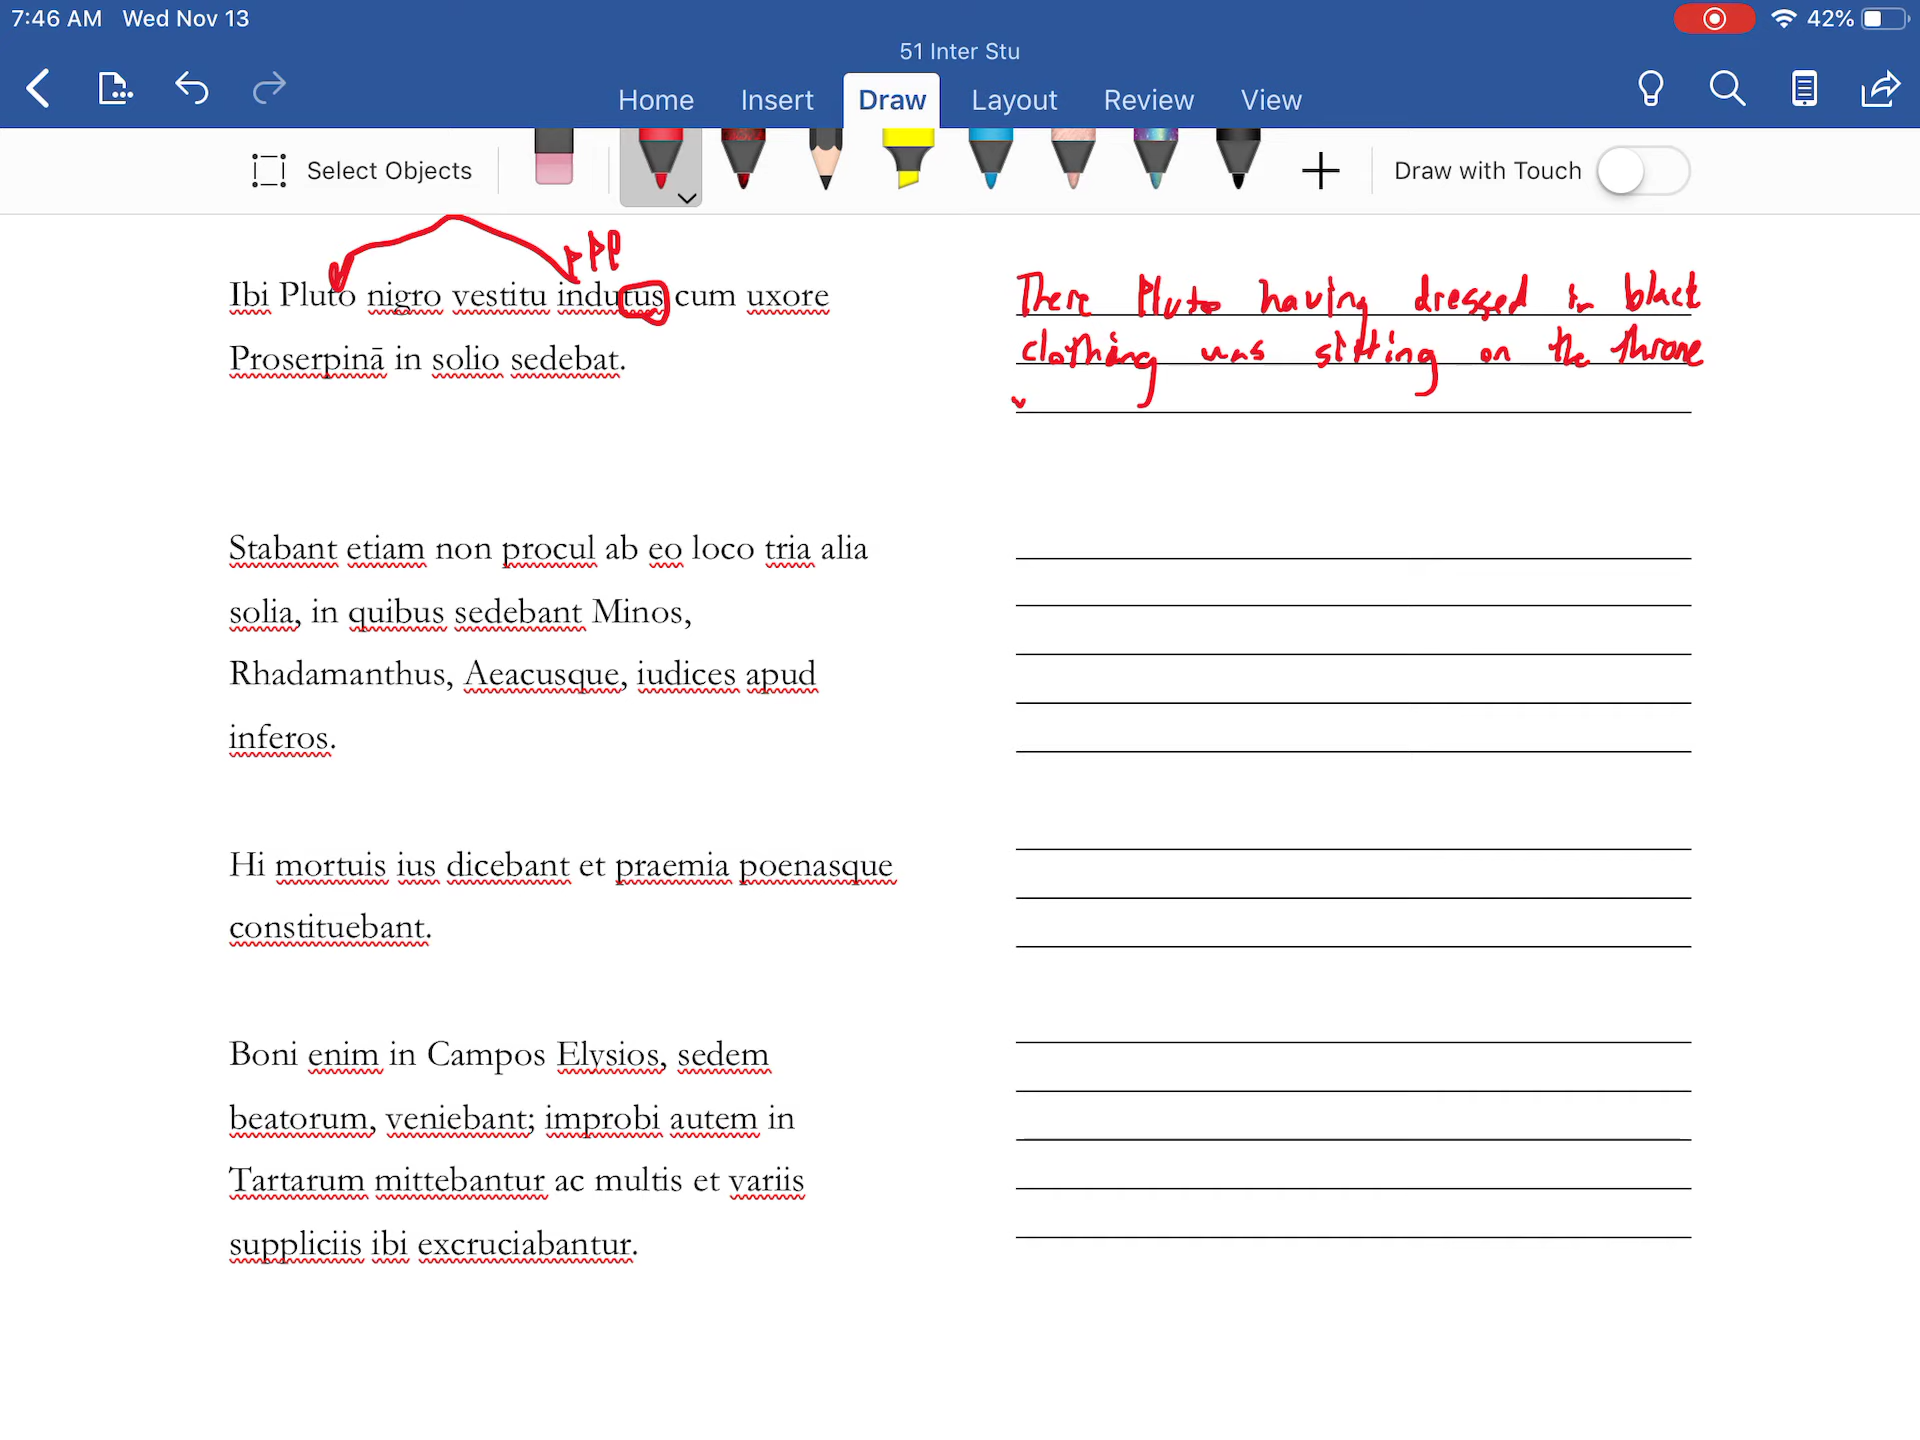 7:46 AM Wed Nov 13
42%
51 Inter Stu
Home Insert Draw Layout Review View
Select Objects
Draw with Touch
PPP
Ibi Pluto nigro vestitu indutus cum uxore
Proserpinā in solio sedebat.
There Pluto having dressed in black
clothing was sitting on the throne
Stabant etiam non procul ab eo loco tria alia
solia, in quibus sedebant Minos,
Rhadamanthus, Aeacusque, iudices apud
inferos.
Hi mortuis ius dicebant et praemia poenasque
constituebant.
Boni enim in Campos Elysios, sedem
beatorum, veniebant; improbi autem in
Tartarum mittebantur ac multis et variis
suppliciis ibi excruciabantur.